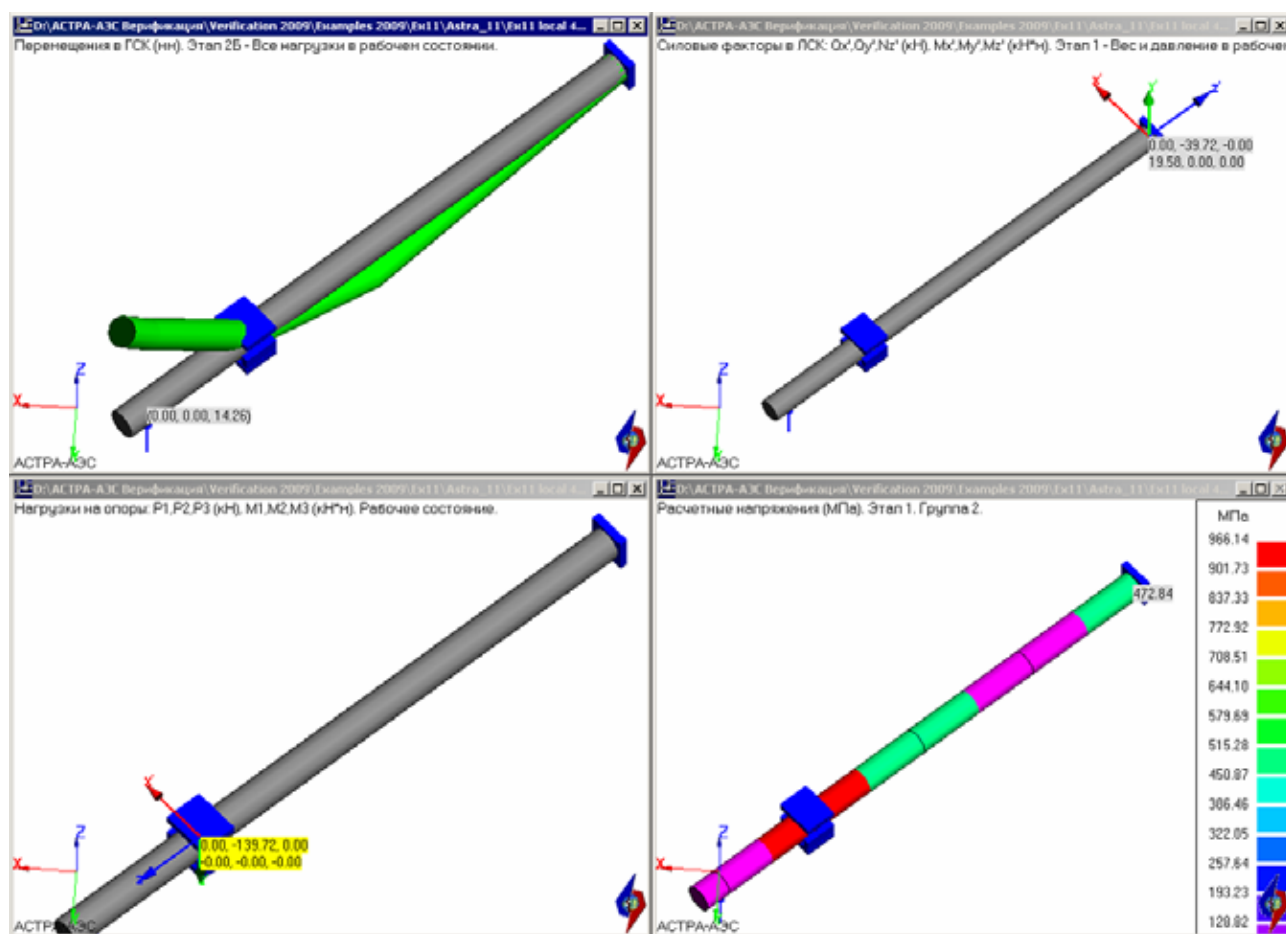 D:\АСТРА-АЭС Верификация\Verification 2009\Examples 2009\Ex11\Astra_11\Ex11 local 4...
Перемещения в ГСК (мм). Этап 2Б - Все нагрузки в рабочем состоянии.
(0.00, 0.00, 14.26)
Z
X
Y
АСТРА-АЭС
D:\АСТРА-АЭС Верификация\Verification 2009\Examples 2009\Ex11\Astra_11\Ex11 local 4...
Силовые факторы в ЛСК: Qx',Qy',Nz' (кН). Mx',My',Mz' (кН*м). Этап 1 - Вес и давление в рабочем
X'
Y'
Z'
0.00, -39.72, -0.00
19.58, 0.00, 0.00
Z
X
Y
АСТРА-АЭС
D:\АСТРА-АЭС Верификация\Verification 2009\Examples 2009\Ex11\Astra_11\Ex11 local 4...
Нагрузки на опоры: P1,P2,P3 (кН), M1,M2,M3 (кН*м). Рабочее состояние.
0.00, -139.72, 0.00
-0.00, -0.00, -0.00
Z
X
АСТРА-АЭС
D:\АСТРА-АЭС Верификация\Verification 2009\Examples 2009\Ex11\Astra_11\Ex11 local 4...
Расчетные напряжения (МПа). Этап 1. Группа 2.
472.84
Z
X
АСТРА-АЭС
МПа
966.14
901.73
837.33
772.92
708.51
644.10
579.69
515.28
450.87
386.46
322.05
257.64
193.23
128.82